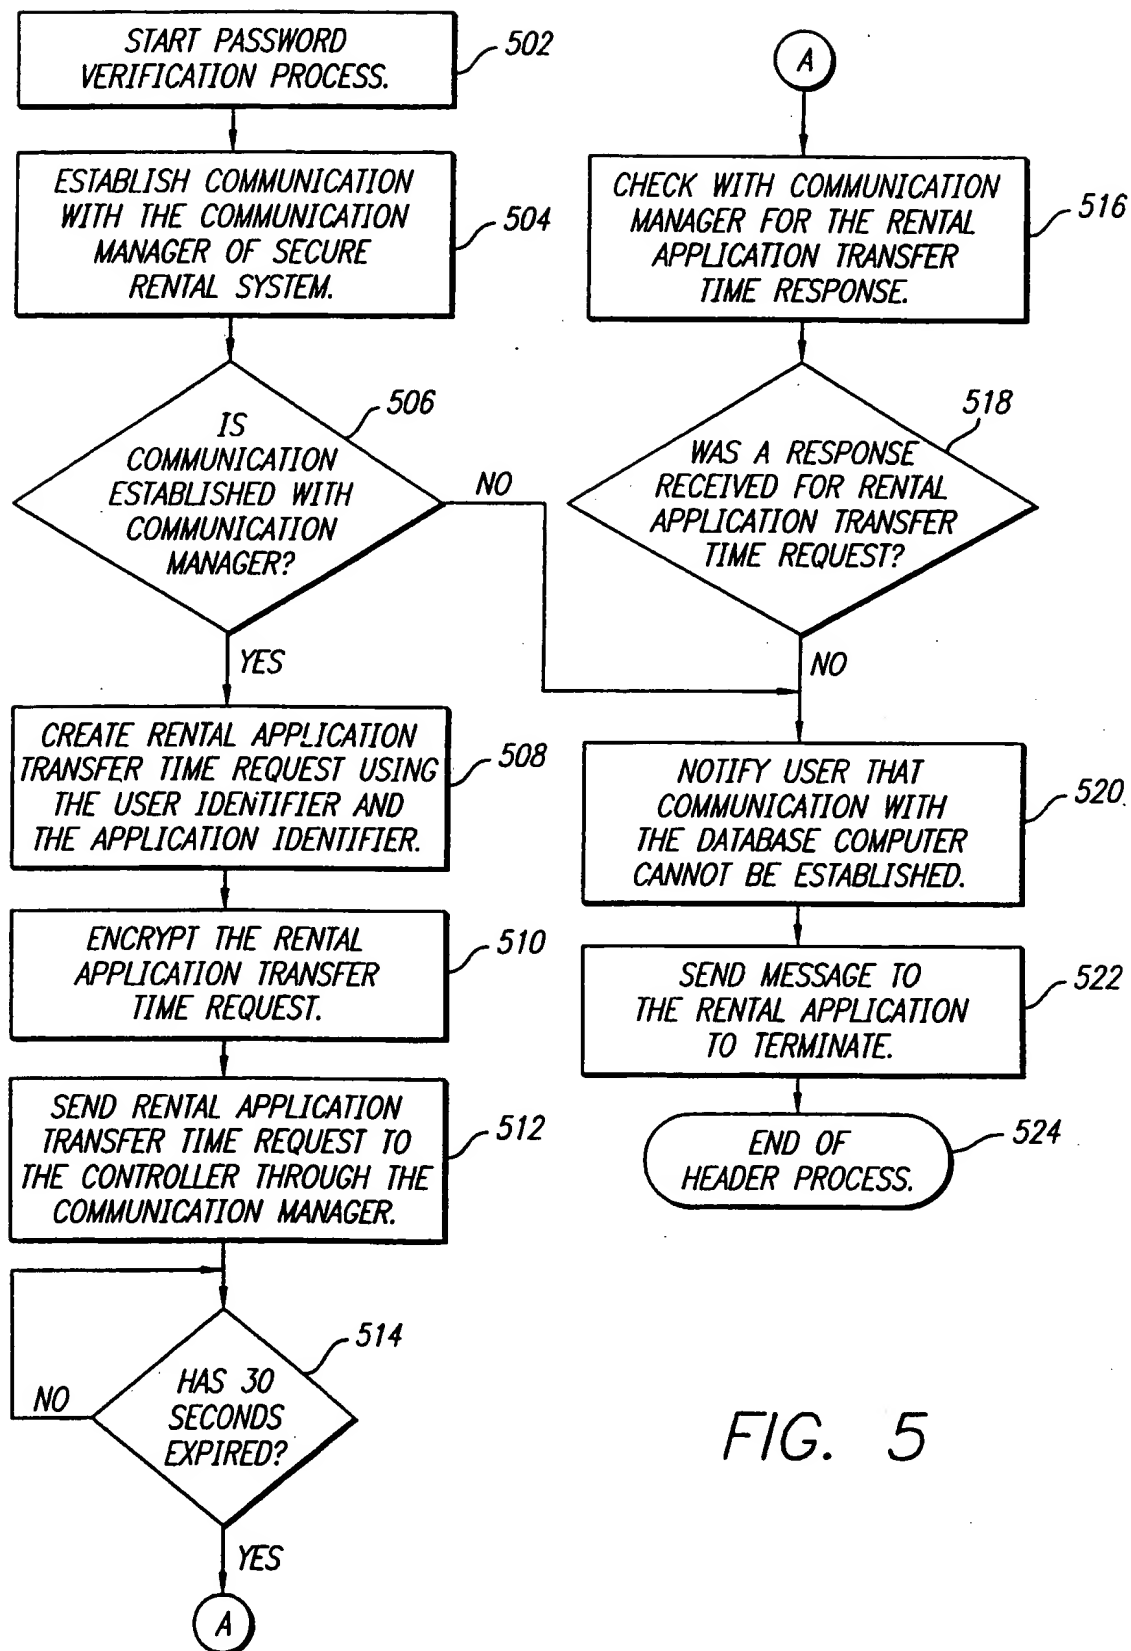 START PASSWORD
VERIFICATION PROCESS.
502
ESTABLISH COMMUNICATION
WITH THE COMMUNICATION
MANAGER OF SECURE
RENTAL SYSTEM.
504
IS
COMMUNICATION
ESTABLISHED WITH
COMMUNICATION
MANAGER?
506
NO
YES
CREATE RENTAL APPLICATION
TRANSFER TIME REQUEST USING
THE USER IDENTIFIER AND
THE APPLICATION IDENTIFIER.
508
ENCRYPT THE RENTAL
APPLICATION TRANSFER
TIME REQUEST.
510
SEND RENTAL APPLICATION
TRANSFER TIME REQUEST TO
THE CONTROLLER THROUGH THE
COMMUNICATION MANAGER.
512
HAS 30
SECONDS
EXPIRED?
514
NO
YES
A
A
CHECK WITH COMMUNICATION
MANAGER FOR THE RENTAL
APPLICATION TRANSFER
TIME RESPONSE.
516
WAS A RESPONSE
RECEIVED FOR RENTAL
APPLICATION TRANSFER
TIME REQUEST?
518
NO
NOTIFY USER THAT
COMMUNICATION WITH
THE DATABASE COMPUTER
CANNOT BE ESTABLISHED.
520
SEND MESSAGE TO
THE RENTAL APPLICATION
TO TERMINATE.
522
END OF
HEADER PROCESS.
524
FIG. 5